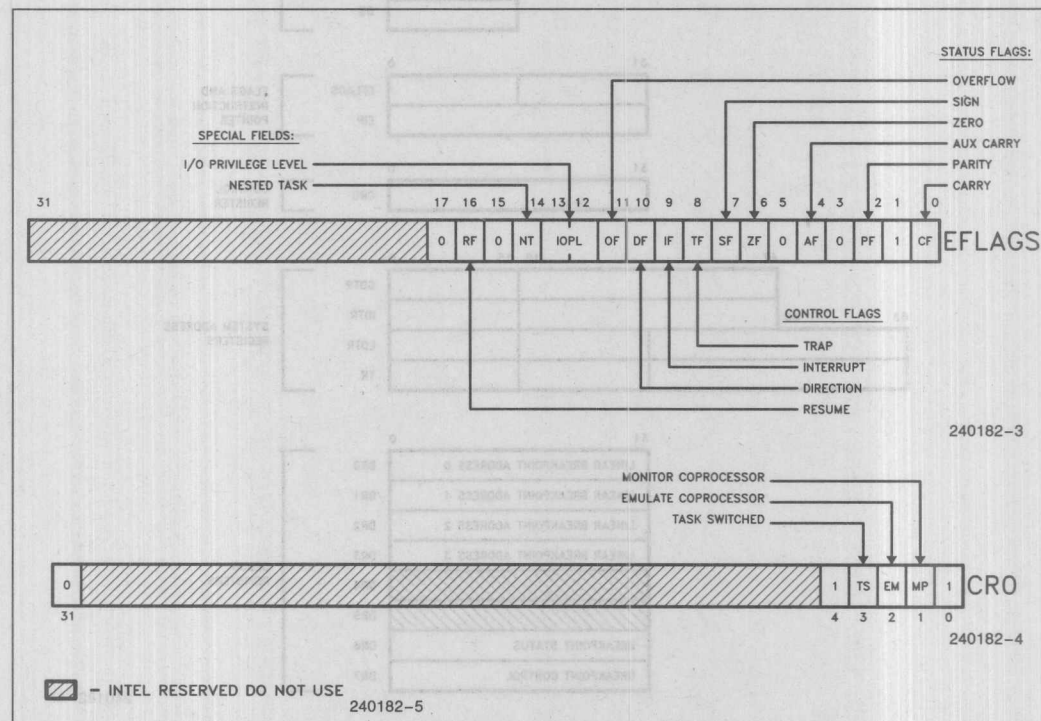 STATUS FLAGS:
OVERFLOW
SIGN
ZERO
AUX CARRY
PARITY
CARRY
SPECIAL FIELDS:
I/O PRIVILEGE LEVEL
NESTED TASK
31 17 16 15 14 13 12 11 10 9 8 7 6 5 4 3 2 1 0
0 RF 0 NT IOPL OF DF IF TF SF ZF 0 AF 0 PF 1 CF EFLAGS
CONTROL FLAGS
TRAP
INTERRUPT
DIRECTION
RESUME
240182-3
MONITOR COPROCESSOR
EMULATE COPROCESSOR
TASK SWITCHED
0 1 TS EM MP 1 CR0
31 4 3 2 1 0
240182-4
- INTEL RESERVED DO NOT USE
240182-5